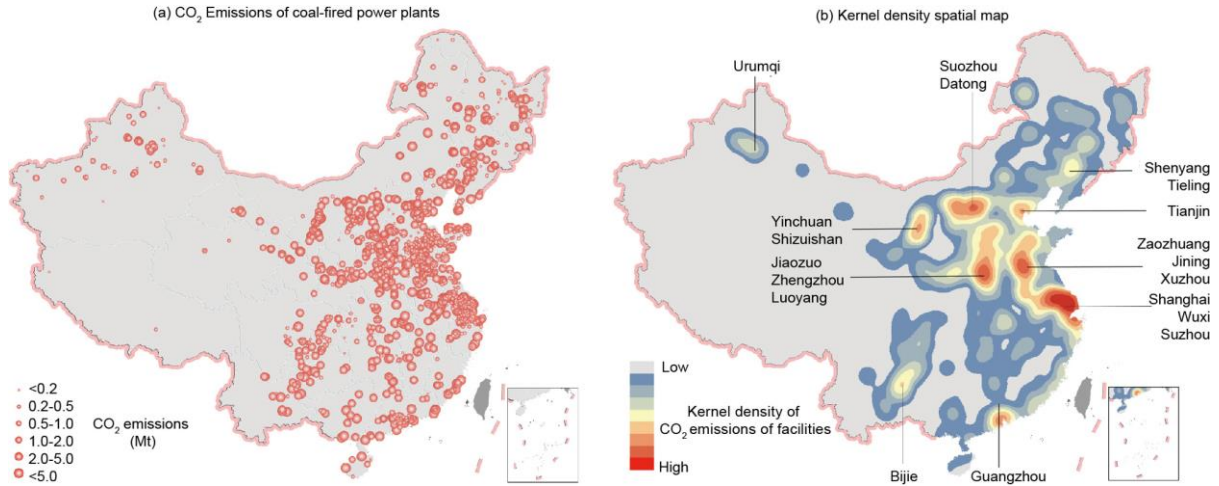 (a) CO₂ Emissions of coal-fired power plants
<0.2
0.2-0.5
0.5-1.0
1.0-2.0
2.0-5.0
<5.0
CO₂ emissions
(Mt)
(b) Kernel density spatial map
Urumqi
Suozhou
Datong
Shenyang
Tieling
Tianjin
Yinchuan
Shizuishan
Jiaozuo
Zhengzhou
Luoyang
Zaozhuang
Jining
Xuzhou
Shanghai
Wuxi
Suzhou
Low
Kernel density of
CO₂ emissions of facilities
High
Bijie
Guangzhou